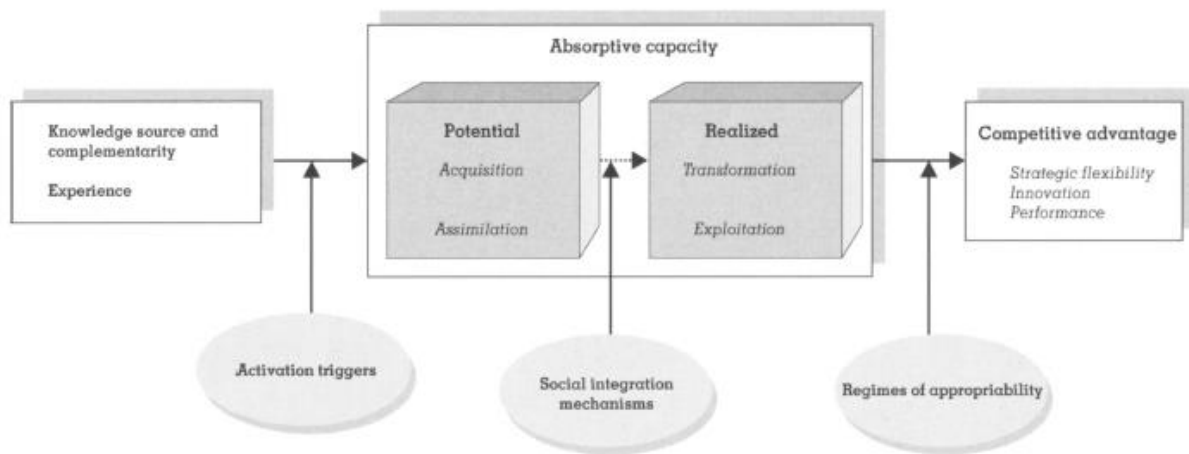 Absorptive capacity
Knowledge source and
complementarity
Experience
Potential
Acquisition
Assimilation
Realized
Transformation
Exploitation
Competitive advantage
Strategic flexibility
Innovation
Performance
Activation triggers
Social integration
mechanisms
Regimes of appropriability